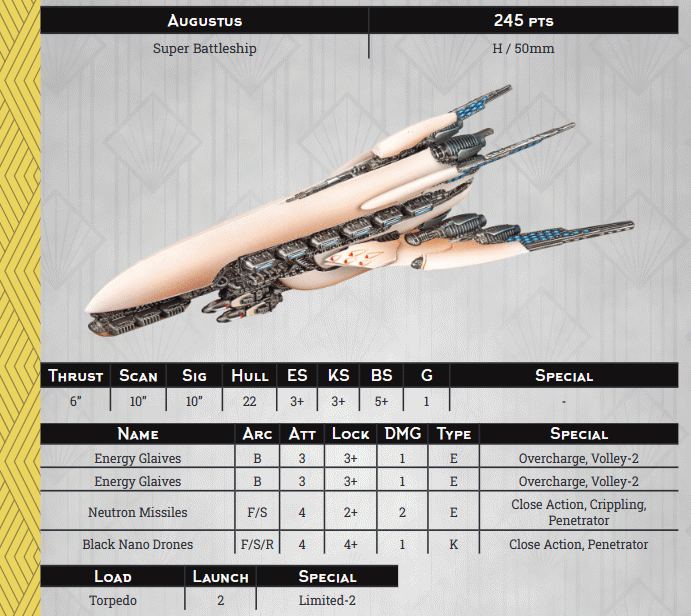 Augustus 245 pts
Super Battleship H / 50mm
Thrust Scan Sig Hull ES KS BS G Special
6” 10” 10” 22 3+ 3+ 5+ 1 -
Name Arc Att Lock DMG Type Special
Energy Glaives B 3 3+ 1 E Overcharge, Volley-2
Energy Glaives B 3 3+ 1 E Overcharge, Volley-2
Neutron Missiles F/S 4 2+ 2 E Close Action, Crippling,
Penetrator
Black Nano Drones F/S/R 4 4+ 1 K Close Action, Penetrator
Load Launch Special
Torpedo 2 Limited-2